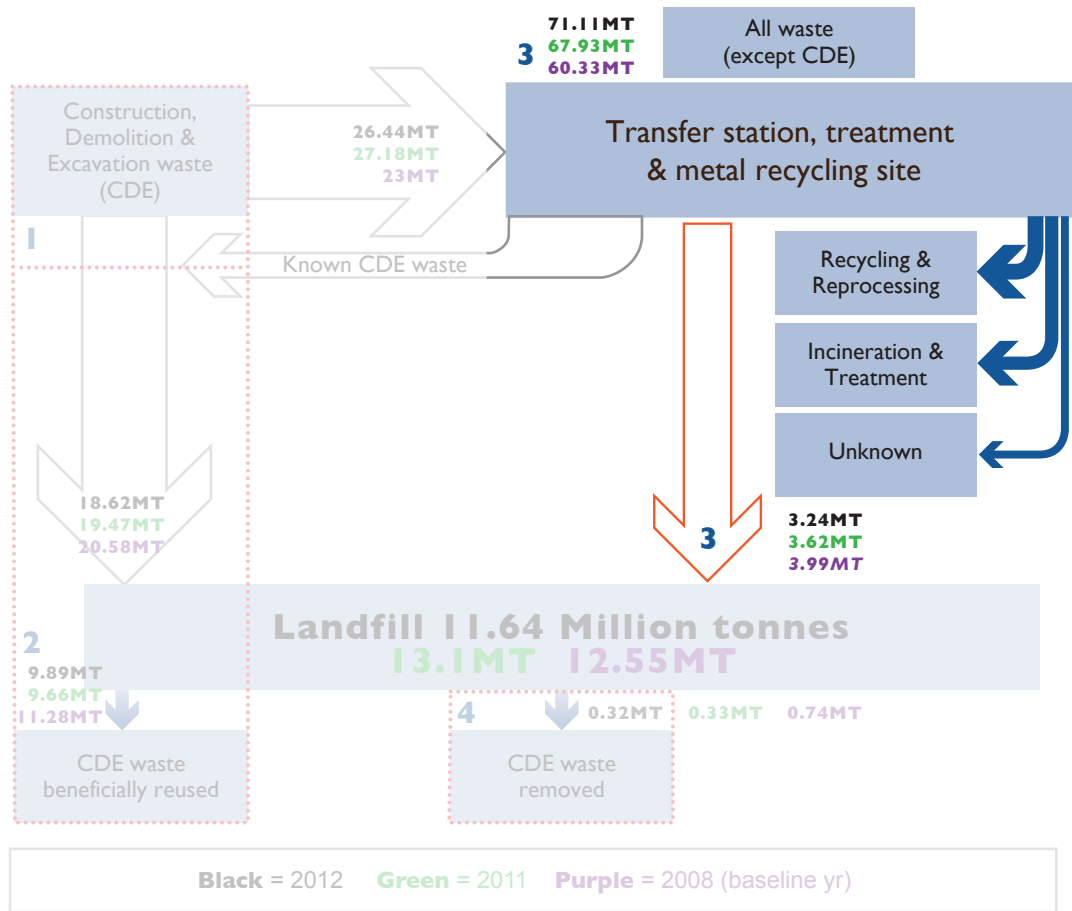 71.11MT
67.93MT
60.33MT
3
All waste
(except CDE)
Construction,
Demolition &
Excavation waste
(CDE)
26.44MT
27.18MT
23MT
Transfer station, treatment
& metal recycling site
1
Known CDE waste
Recycling &
Reprocessing
Incineration &
Treatment
Unknown
18.62MT
19.47MT
20.58MT
3
3.24MT
3.62MT
3.99MT
Landfill 11.64 Million tonnes
13.1MT 12.55MT
2
9.89MT
9.66MT
11.28MT
4
0.32MT 0.33MT 0.74MT
CDE waste
beneficially reused
CDE waste
removed
Black = 2012 Green = 2011 Purple = 2008 (baseline yr)